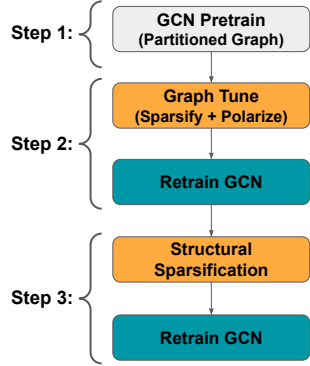 Step 1:
GCN Pretrain
(Partitioned Graph)
Step 2:
Graph Tune
(Sparsify + Polarize)
Retrain GCN
Step 3:
Structural
Sparsification
Retrain GCN